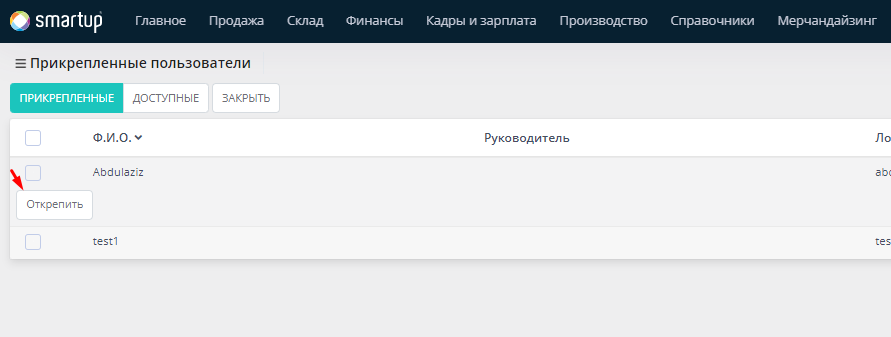 smartup Главное Продажа Склад Финансы Кадры и зарплата Производство Справочники Мерчандайзинг
Прикрепленные пользователи
ПРИКРЕПЛЕННЫЕ ДОСТУПНЫЕ ЗАКРЫТЬ
Ф.И.О. Руководитель Ло
Abdulaziz abd
Открепить
test1 tes